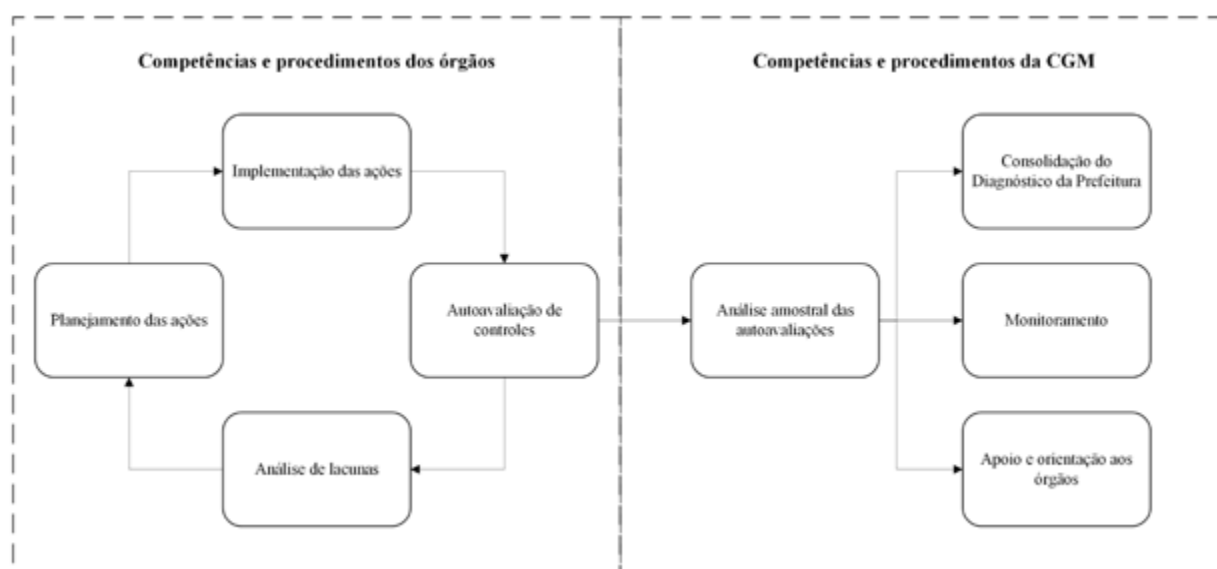 Competências e procedimentos dos órgãos
Implementação das ações
Planejamento das ações
Autoavaliação de
controles
Análise de lacunas
Competências e procedimentos da CGM
Análise amostral das
autoavaliações
Consolidação do
Diagnóstico da Prefeitura
Monitoramento
Apoio e orientação aos
órgãos